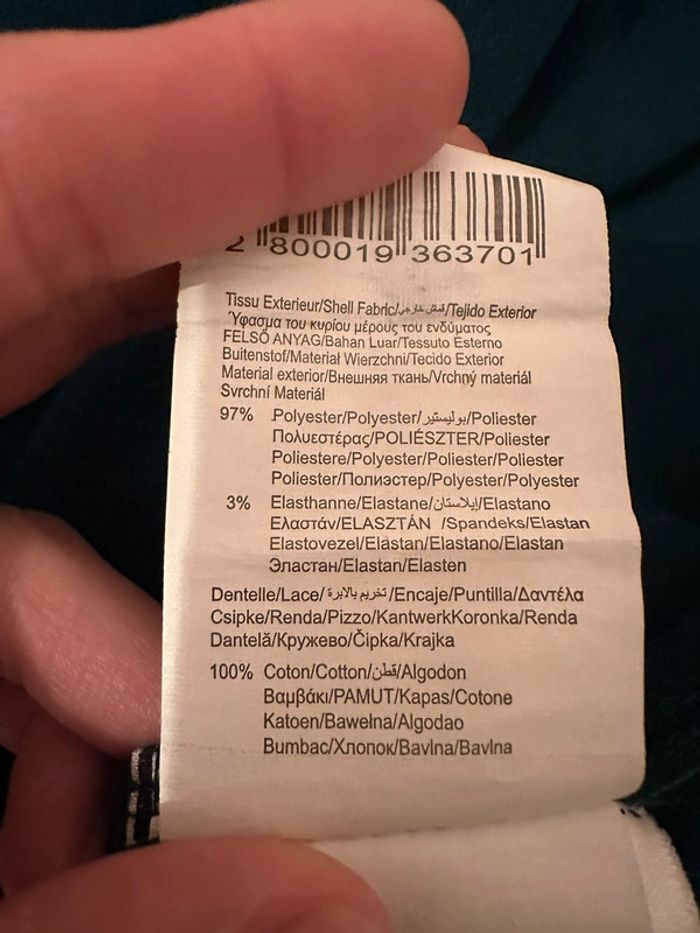 2 800019 363701
Tissu Exterieur/Shell Fabric/قماش خارجي/Tejido Exterior
Ύφασμα του κυρίου μέρους του ενδύματος
FELSŐ ANYAG/Bahan Luar/Tessuto Esterno
Buitenstof/Materiał Wierzchni/Tecido Exterior
Material exterior/Внешняя ткань/Vrchný materiál
Svrchní Materiál
97% Polyester/Polyester/بوليستير/Poliester
Πολυεστέρας/POLIÉSZTER/Poliester
Poliestere/Polyester/Poliester/Poliester
Poliester/Полиэстер/Polyester/Polyester
3% Elasthanne/Elastane/إيلاستان/Elastano
Ελαστάν/ELASZTÁN /Spandeks/Elastan
Elastovezel/Elastan/Elastano/Elastan
Эластан/Elastan/Elasten
Dentelle/Lace/تخريم بالابرة/Encaje/Puntilla/Δαντέλα
Csipke/Renda/Pizzo/KantwerkKoronka/Renda
Dantelă/Кружево/Čipka/Krajka
100% Coton/Cotton/قطن/Algodon
Βαμβάκι/PAMUT/Kapas/Cotone
Katoen/Bawełna/Algodao
Bumbac/Хлопок/Bavlna/Bavlna